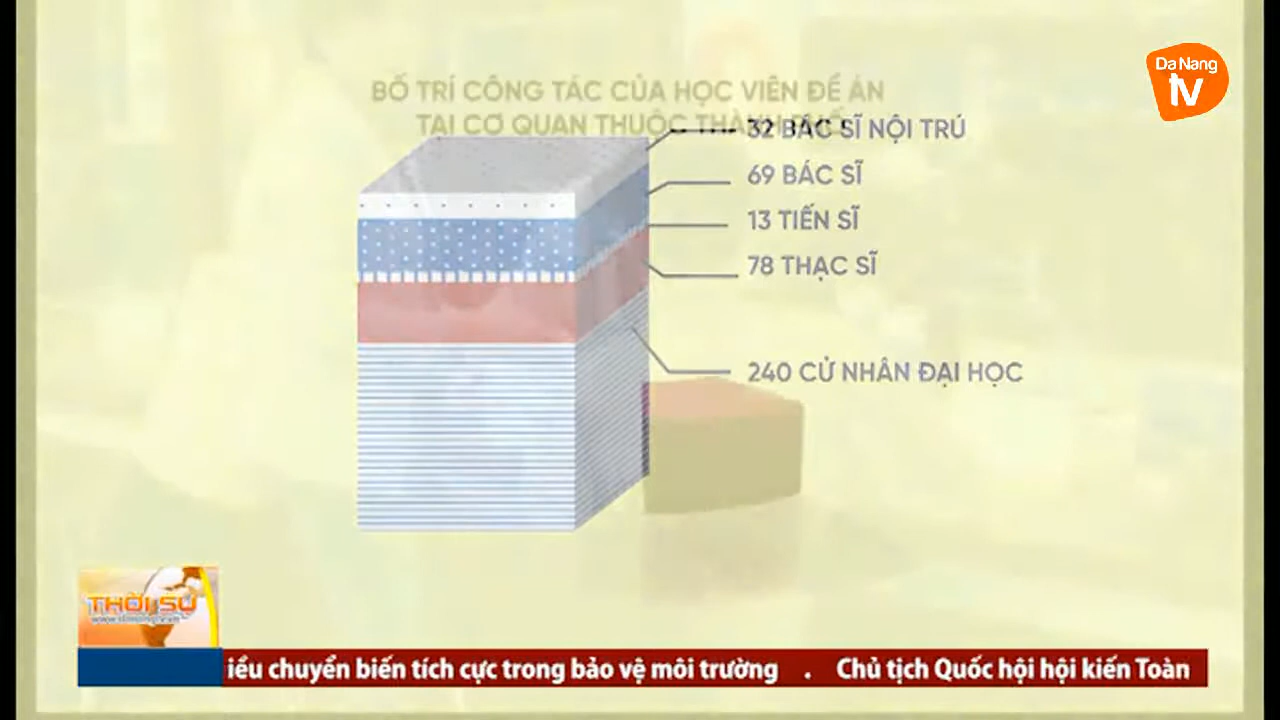 Da Nang
tv
BỐ TRÍ CÔNG TÁC CỦA HỌC VIÊN ĐỀ ÁN
TẠI CƠ QUAN THUỘC THÀNH PHỐ
32 BÁC SĨ NỘI TRÚ
69 BÁC SĨ
13 TIẾN SĨ
78 THẠC SĨ
240 CỬ NHÂN ĐẠI HỌC
THỜI SỰ
iều chuyển biến tích cực trong bảo vệ môi trường . Chủ tịch Quốc hội hội kiến Toàn